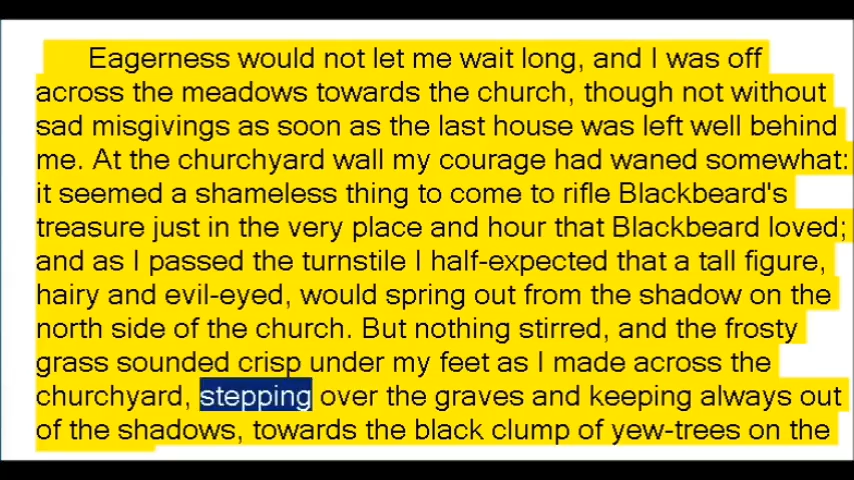 Eagerness would not let me wait long, and I was off
across the meadows towards the church, though not without
sad misgivings as soon as the last house was left well behind
me. At the churchyard wall my courage had waned somewhat:
it seemed a shameless thing to come to rifle Blackbeard's
treasure just in the very place and hour that Blackbeard loved;
and as I passed the turnstile I half-expected that a tall figure,
hairy and evil-eyed, would spring out from the shadow on the
north side of the church. But nothing stirred, and the frosty
grass sounded crisp under my feet as I made across the
churchyard, stepping over the graves and keeping always out
of the shadows, towards the black clump of yew-trees on the